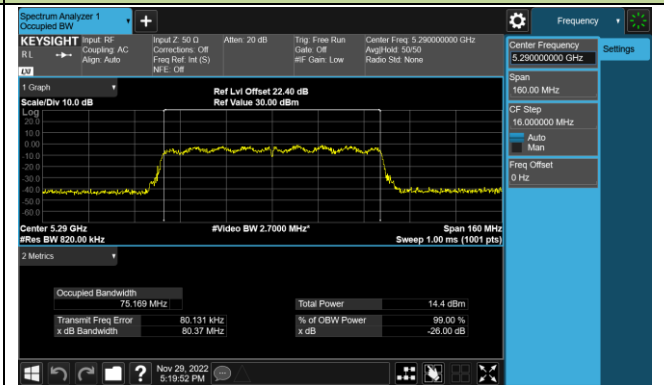 Spectrum Analyzer 1
Occupied BW
+
Frequency
KEYSIGHT
RL
LXI
Input: RF
Coupling: AC
Align: Auto
Input Z: 50 Ω
Corrections: Off
Freq Ref: Int (S)
NFE: Off
Atten: 20 dB
Trig: Free Run
Gate: Off
#IF Gain: Low
Center Freq: 5.290000000 GHz
Avg|Hold: 50/50
Radio Std: None
Center Frequency
5.290000000 GHz
Settings
Span
160.00 MHz
CF Step
16.000000 MHz
Auto
Man
Freq Offset
0 Hz
1 Graph
Scale/Div 10.0 dB
Ref Lvl Offset 22.40 dB
Ref Value 30.00 dBm
Log
20.0
10.0
0.00
-10.0
-20.0
-30.0
-40.0
-50.0
-60.0
Center 5.29 GHz
#Res BW 820.00 kHz
#Video BW 2.7000 MHz*
Span 160 MHz
Sweep 1.00 ms (1001 pts)
2 Metrics
Occupied Bandwidth
75.169 MHz
Total Power 14.4 dBm
Transmit Freq Error 80.131 kHz
% of OBW Power 99.00 %
x dB Bandwidth 80.37 MHz
x dB -26.00 dB
?
Nov 29, 2022
5:19:52 PM